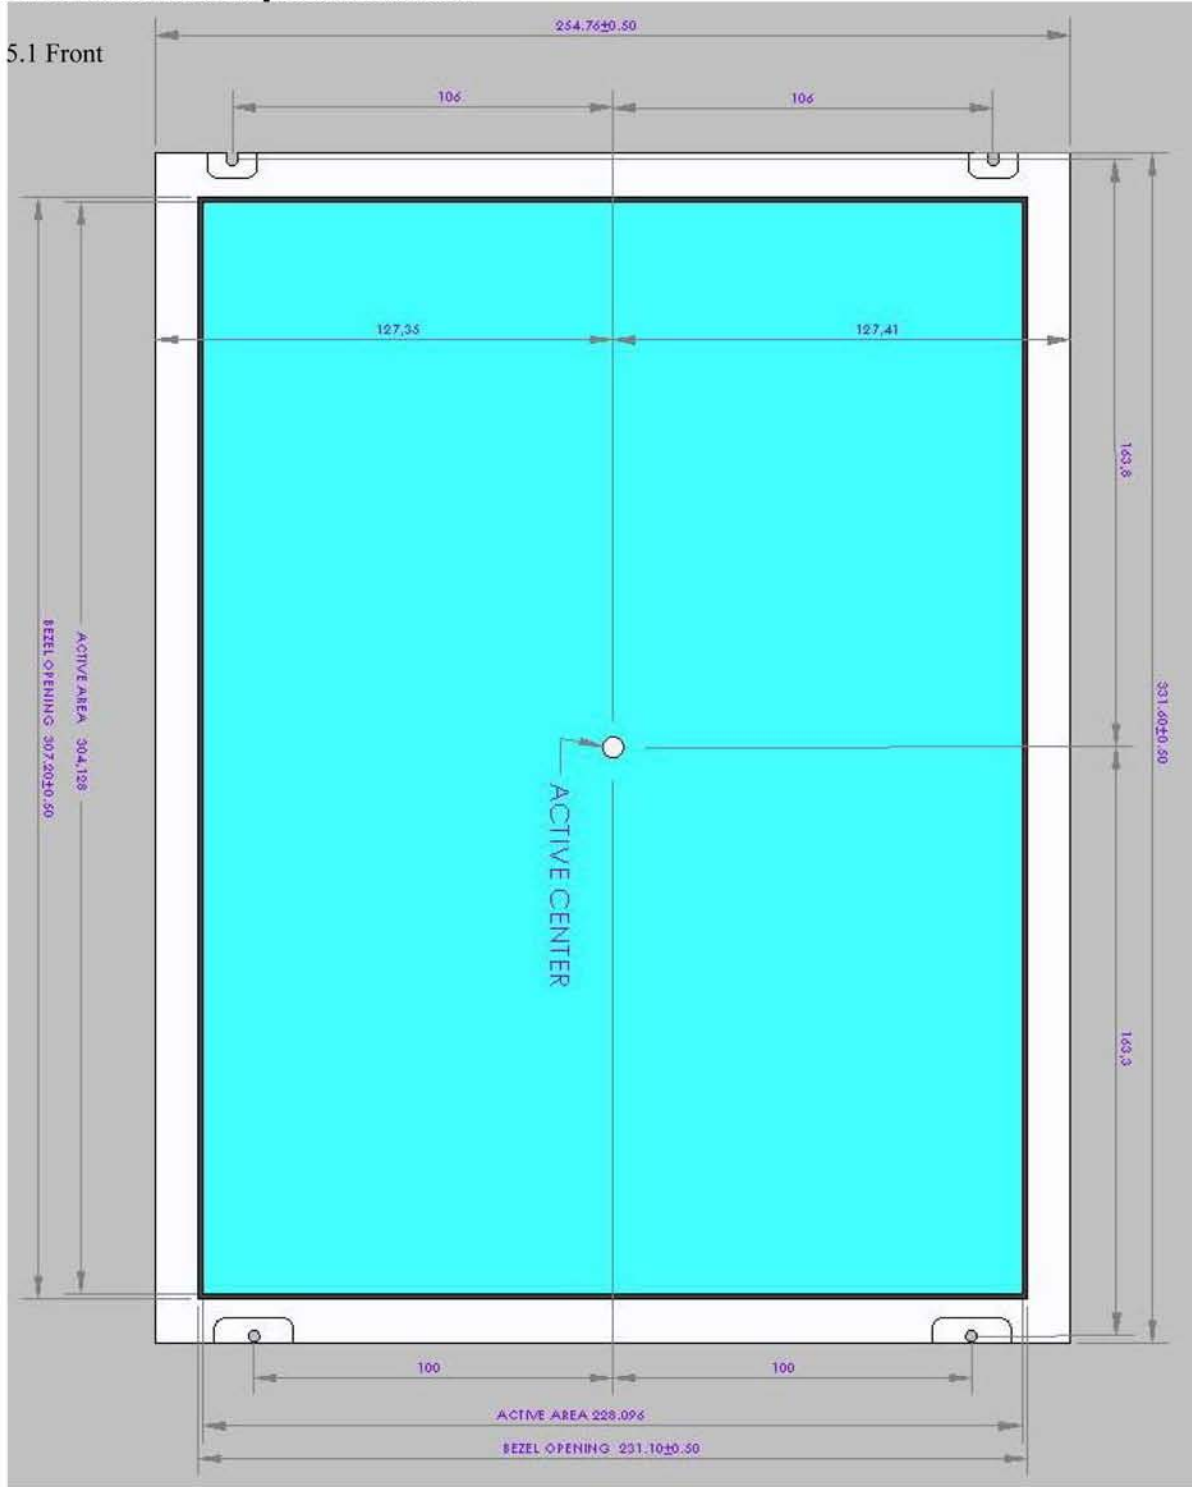 254.76±0.50
5.1 Front
106
106
127,35
127,41
163,8
331.60±0.50
ACTIVE AREA 304,128
BEZEL OPENING 307.20±0.50
ACTIVE CENTER
163,3
100
100
ACTIVE AREA 228.096
BEZEL OPENING 231.10±0.50